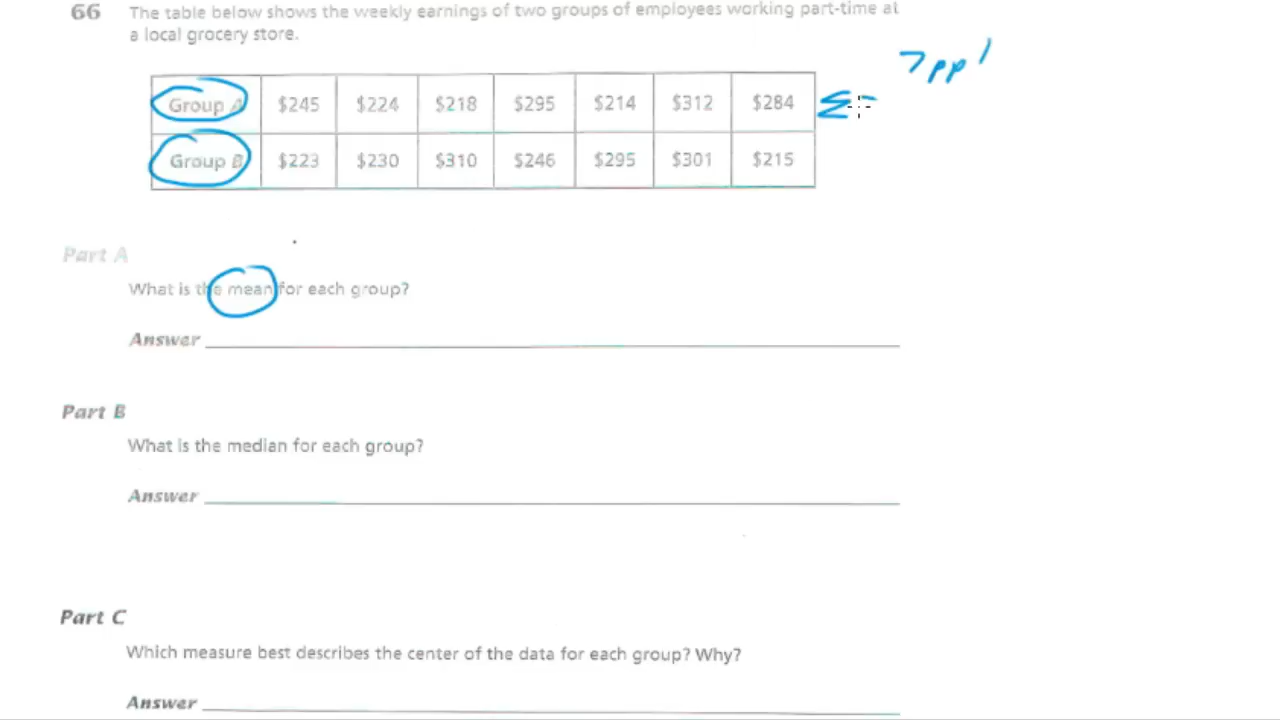 66 The table below shows the weekly earnings of two groups of employees working part-time at
a local grocery store.
7ppl
Group A $245 $224 $218 $295 $214 $312 $284 Σ=
Group B $223 $230 $310 $246 $295 $301 $215
Part A
What is the mean for each group?
Answer
Part B
What is the median for each group?
Answer
Part C
Which measure best describes the center of the data for each group? Why?
Answer